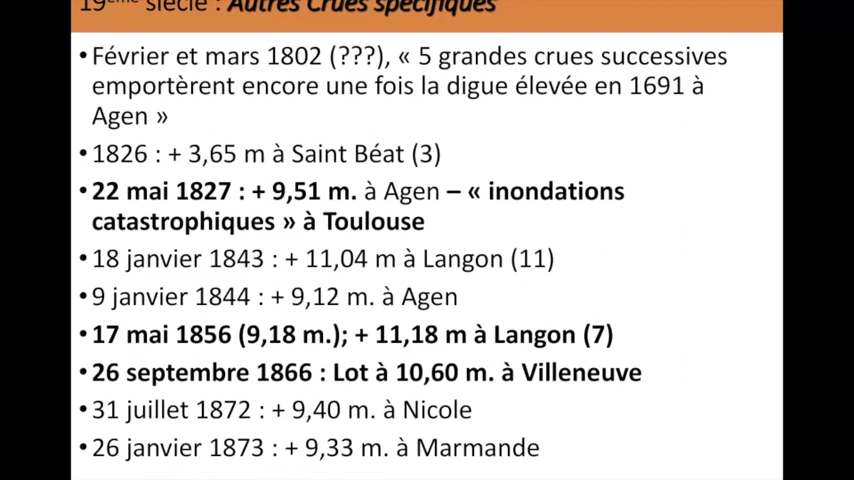 19ème siècle : Autres Crues spécifiques
•Février et mars 1802 (???), « 5 grandes crues successives
emportèrent encore une fois la digue élevée en 1691 à
Agen »
•1826 : + 3,65 m à Saint Béat (3)
•22 mai 1827 : + 9,51 m. à Agen – « inondations
catastrophiques » à Toulouse
•18 janvier 1843 : + 11,04 m à Langon (11)
•9 janvier 1844 : + 9,12 m. à Agen
•17 mai 1856 (9,18 m.); + 11,18 m à Langon (7)
•26 septembre 1866 : Lot à 10,60 m. à Villeneuve
•31 juillet 1872 : + 9,40 m. à Nicole
•26 janvier 1873 : + 9,33 m. à Marmande